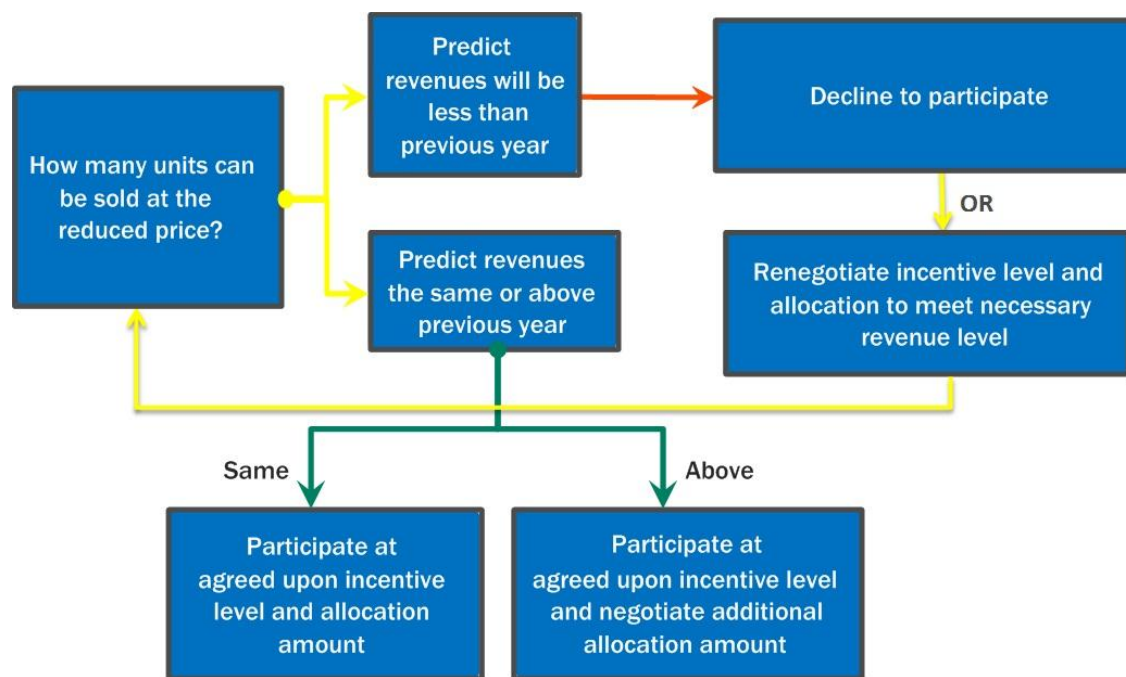 Predict
revenues will be
less than
previous year
Decline to participate
How many units can
be sold at the
reduced price?
OR
Predict revenues
the same or above
previous year
Renegotiate incentive level and
allocation to meet necessary
revenue level
Same
Above
Participate at
agreed upon incentive
level and allocation
amount
Participate at
agreed upon incentive level
and negotiate additional
allocation amount